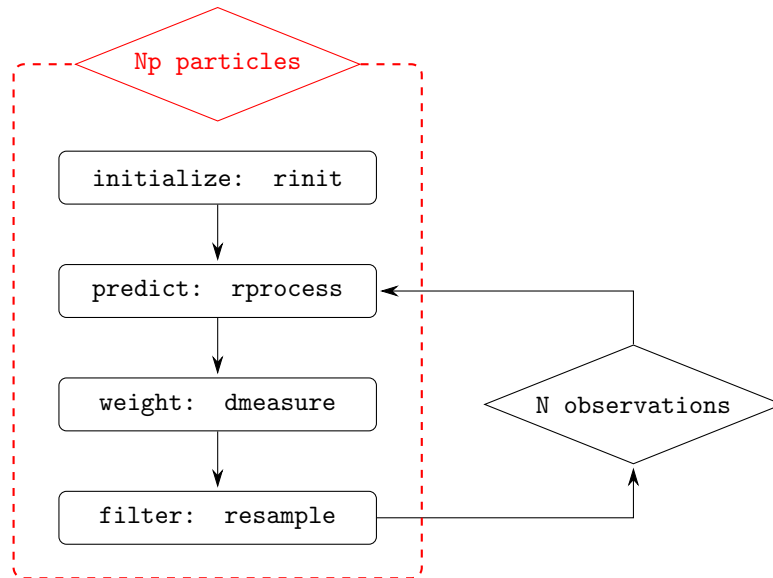 Np particles
initialize: rinit
predict: rprocess
weight: dmeasure
N observations
filter: resample